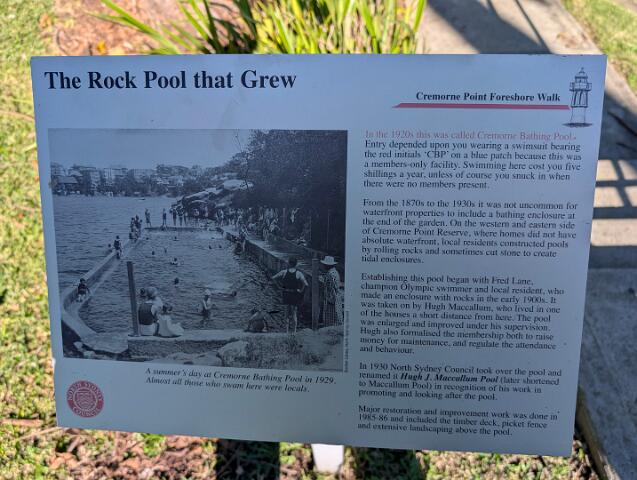 The Rock Pool that Grew
Cremorne Point Foreshore Walk
In the 1920s this was called Cremorne Bathing Pool.
Entry depended upon you wearing a swimsuit bearing
the red initials ‘CBP’ on a blue patch because this was
a members-only facility. Swimming here cost you five
shillings a year, unless of course you snuck in when
there were no members present.
From the 1870s to the 1930s it was not uncommon for
waterfront properties to include a bathing enclosure at
the end of the garden. On the western and eastern side
of Cremorne Point Reserve, where homes did not have
absolute waterfront, local residents constructed pools
by rolling rocks and sometimes cut stone to create
tidal enclosures.
Establishing this pool began with Fred Lane,
champion Olympic swimmer and local resident, who
made an enclosure with rocks in the early 1900s. It
was taken on by Hugh Maccallum, who lived in one
of the houses a short distance from here. The pool
was enlarged and improved under his supervision.
Hugh also formalised the membership both to raise
money for maintenance, and regulate the attendance
and behaviour.
In 1930 North Sydney Council took over the pool and
renamed it Hugh J. Maccallum Pool (later shortened
to Maccallum Pool) in recognition of his work in
promoting and looking after the pool.
Major restoration and improvement work was done in
1985-86 and included the timber deck, picket fence
and extensive landscaping above the pool.
A summer's day at Cremorne Bathing Pool in 1929.
Almost all those who swam here were locals.
NORTH SYDNEY
COUNCIL